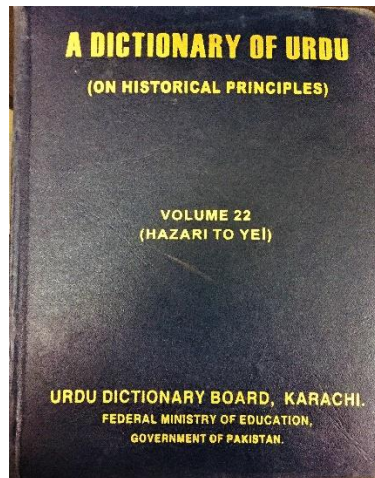 A DICTIONARY OF URDU
(ON HISTORICAL PRINCIPLES)
VOLUME 22
(HAZARI TO YEİ)
URDU DICTIONARY BOARD, KARACHI.
FEDERAL MINISTRY OF EDUCATION,
GOVERNMENT OF PAKISTAN.